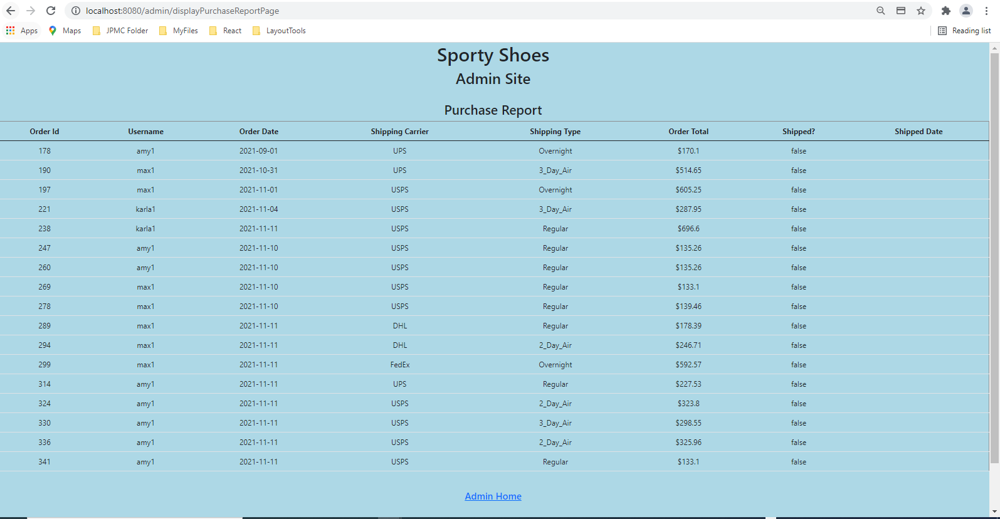 localhost:8080/admin/displayPurchaseReportPage
Apps Maps JPMC Folder MyFiles React LayoutTools Reading list
Sporty Shoes
Admin Site
Purchase Report
Order Id Username Order Date Shipping Carrier Shipping Type Order Total Shipped? Shipped Date
178 amy1 2021-09-01 UPS Overnight $170.1 false
190 max1 2021-10-31 UPS 3_Day_Air $514.65 false
197 max1 2021-11-01 USPS Overnight $605.25 false
221 karla1 2021-11-04 USPS 3_Day_Air $287.95 false
238 karla1 2021-11-11 USPS Regular $696.6 false
247 amy1 2021-11-10 USPS Regular $135.26 false
260 amy1 2021-11-10 USPS Regular $135.26 false
269 max1 2021-11-10 USPS Regular $133.1 false
278 max1 2021-11-10 USPS Regular $139.46 false
289 max1 2021-11-11 DHL Regular $178.39 false
294 max1 2021-11-11 DHL 2_Day_Air $246.71 false
299 max1 2021-11-11 FedEx Overnight $592.57 false
314 amy1 2021-11-11 UPS Regular $227.53 false
324 amy1 2021-11-11 USPS 2_Day_Air $323.8 false
330 amy1 2021-11-11 USPS 3_Day_Air $298.55 false
336 amy1 2021-11-11 USPS 2_Day_Air $325.96 false
341 amy1 2021-11-11 USPS Regular $133.1 false
Admin Home